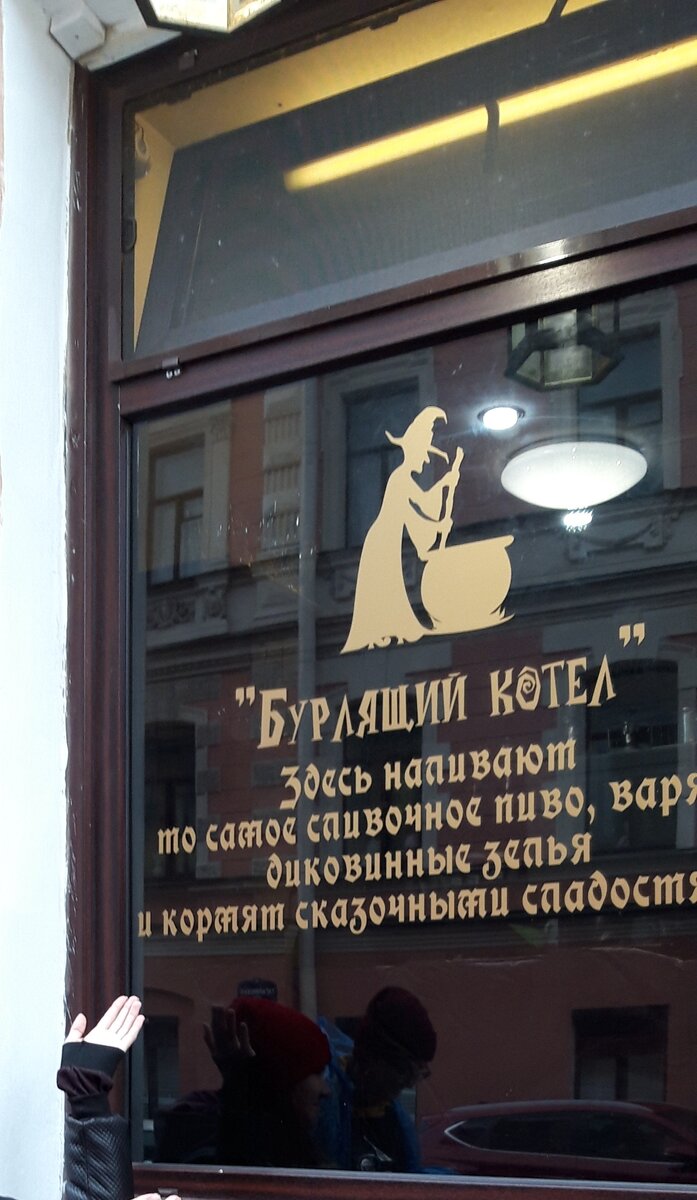 "Бурлящий котел"
Здесь наливают
то самое сливочное пиво, варя
диковинные зелья
и кормят сказочными сладостя